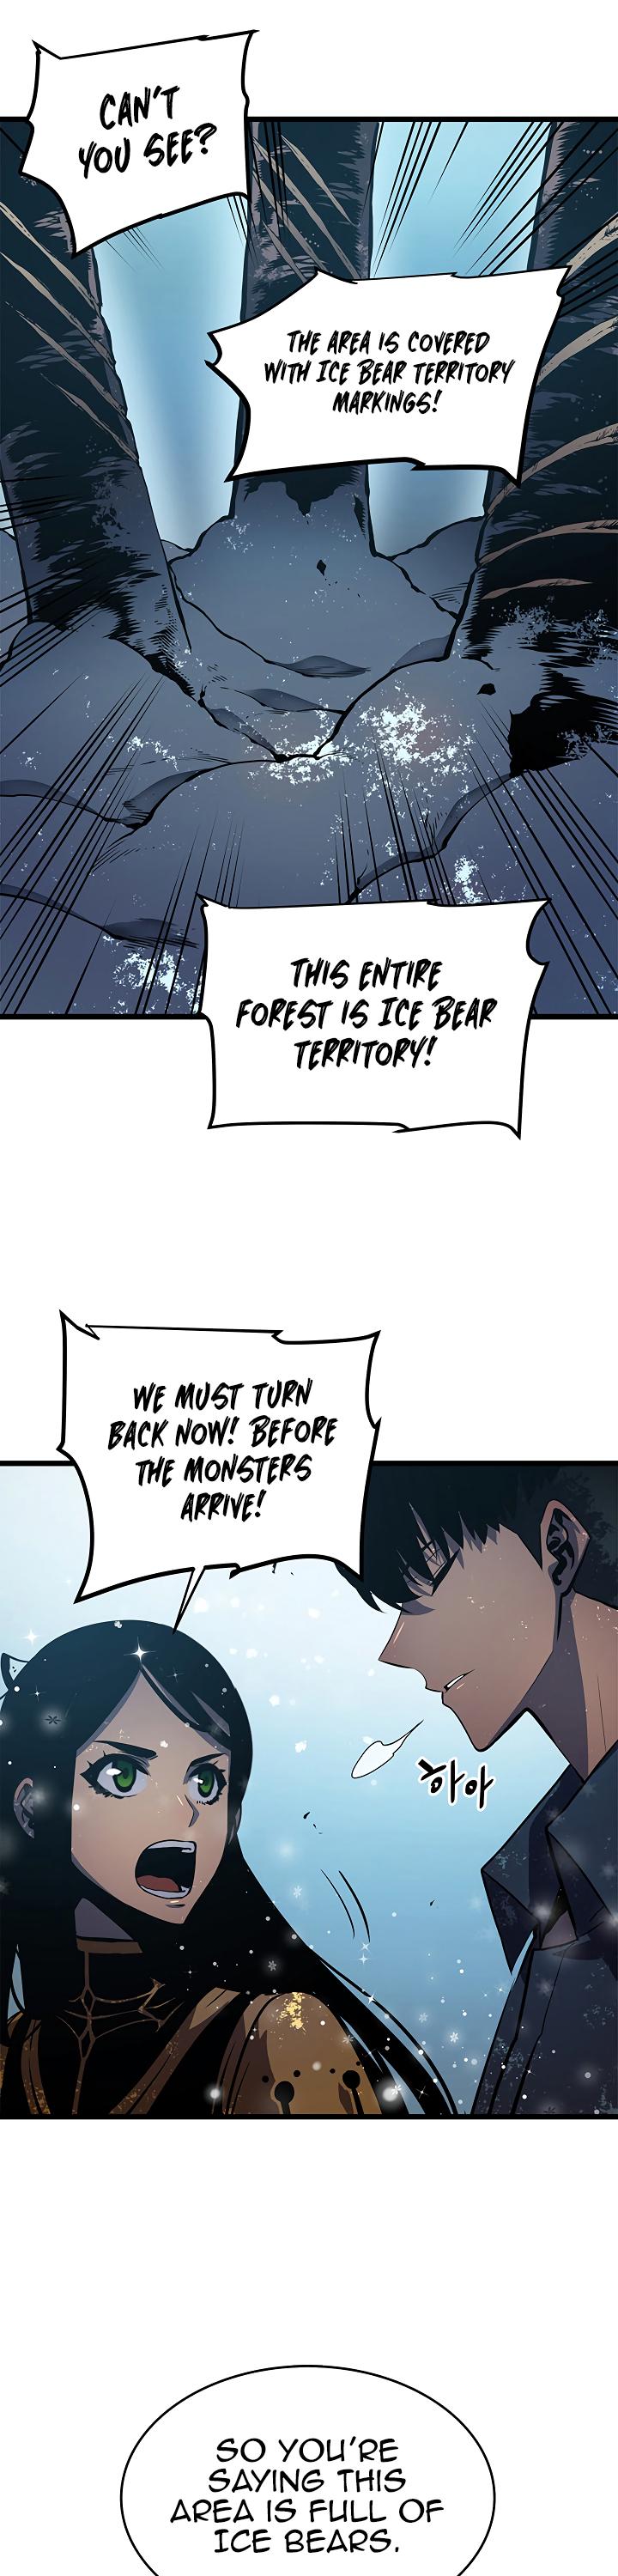 CAN'T
YOU SEE?
THE AREA IS COVERED
WITH ICE BEAR TERRITORY
MARKINGS!
THIS ENTIRE
FOREST IS ICE BEAR
TERRITORY!
WE MUST TURN
BACK NOW! BEFORE
THE MONSTERS
ARRIVE!
하아
SO YOU'RE
SAYING THIS
AREA IS FULL OF
ICE BEARS.